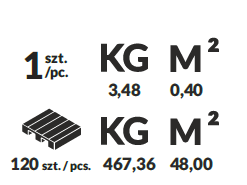 1 szt. /pc. KG M²
3,48 0,40
KG M²
120 szt. / pcs. 467,36 48,00